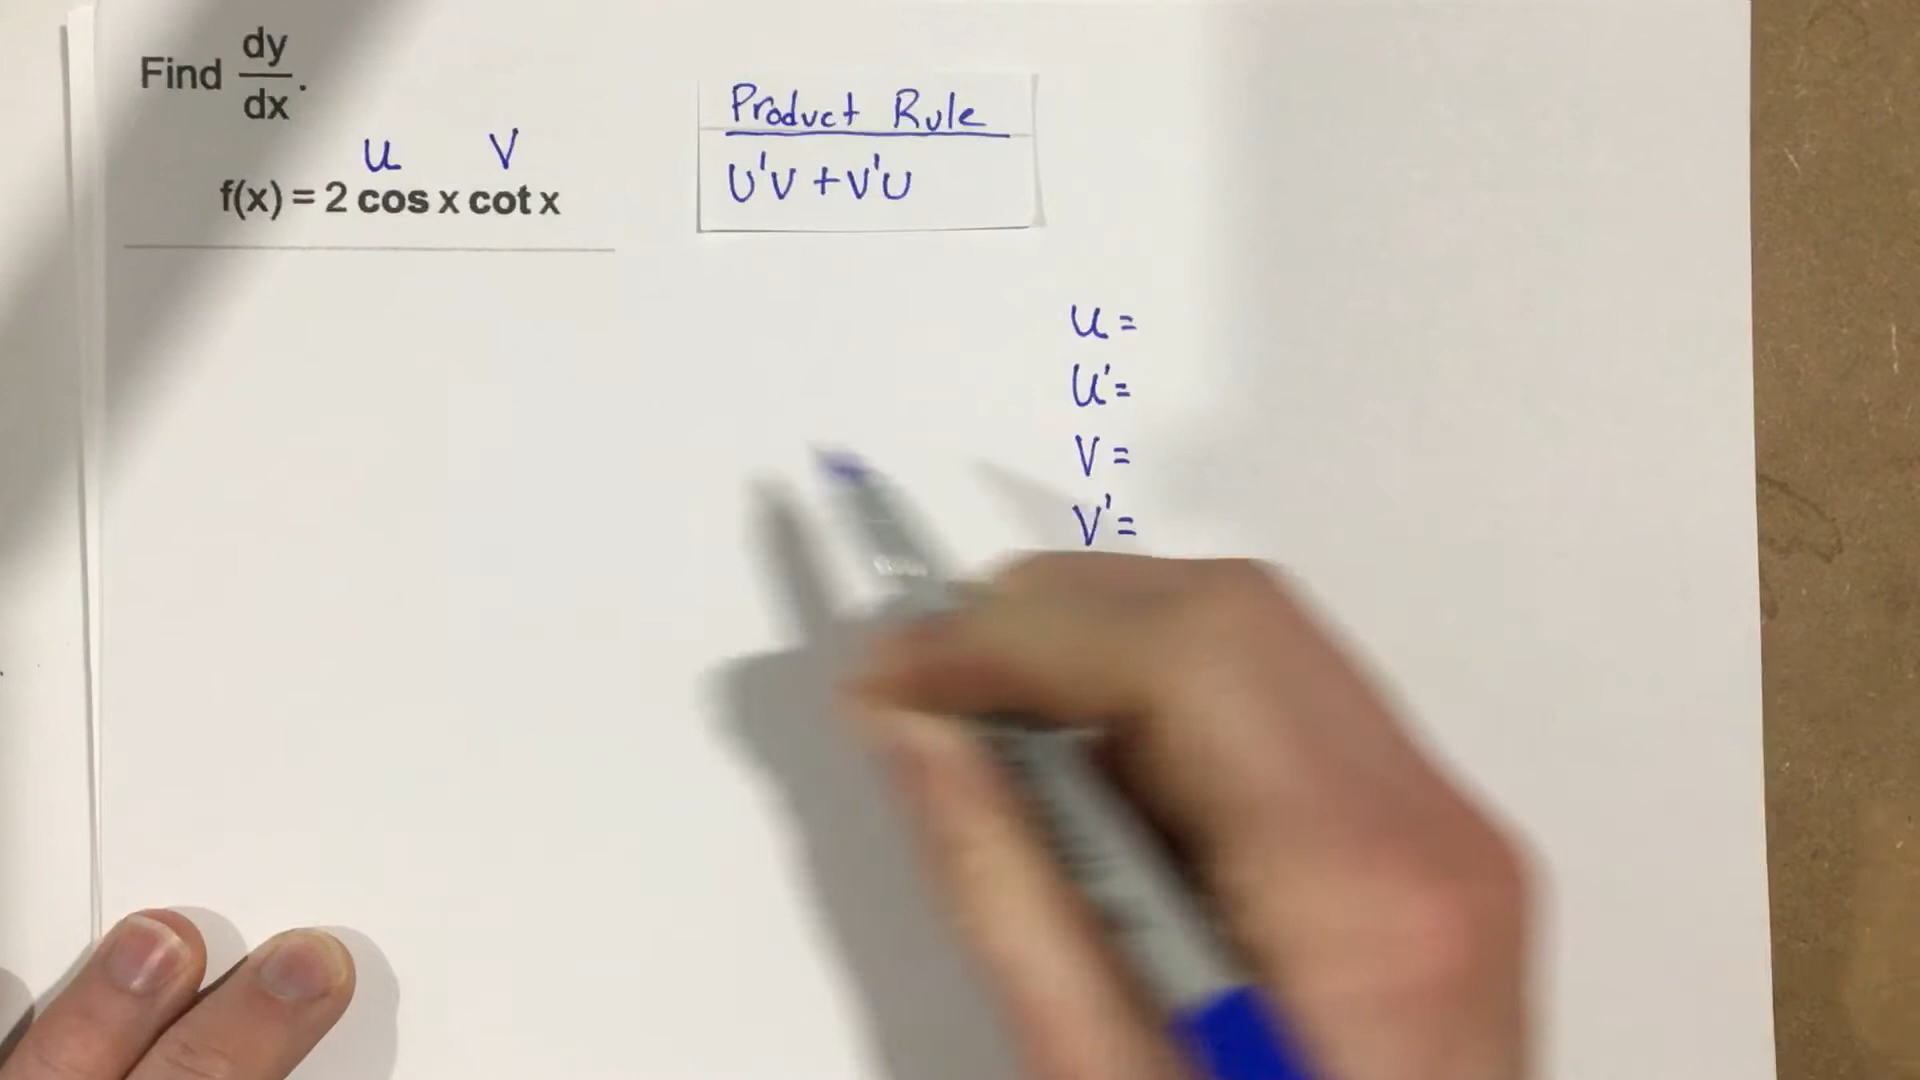 Find dy/dx.
u v
f(x) = 2 cos x cot x
Product Rule
U'V + V'U
u =
u' =
V =
V' =